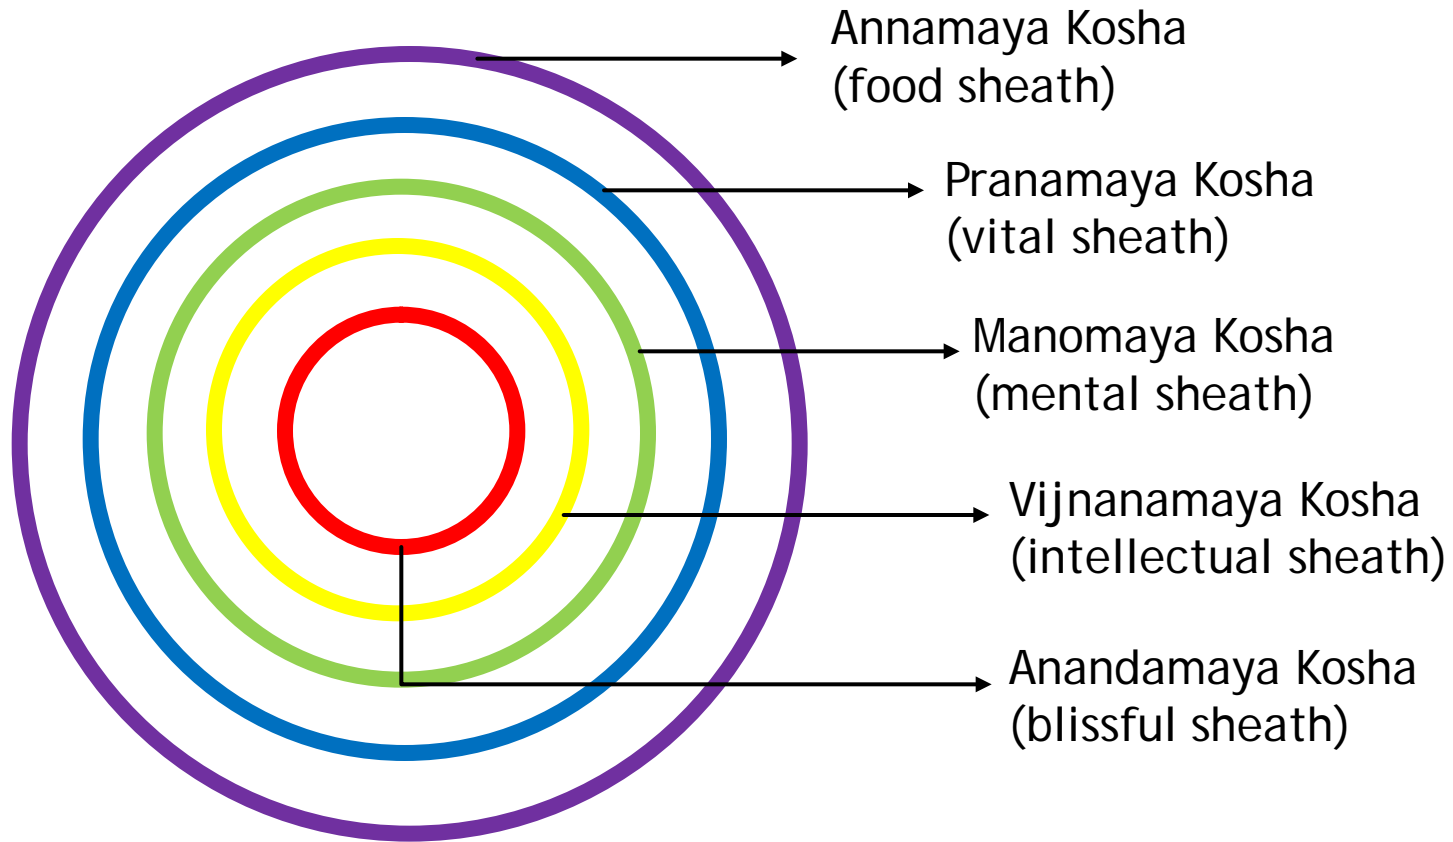 Annamaya Kosha
(food sheath)
Pranamaya Kosha
(vital sheath)
Manomaya Kosha
(mental sheath)
Vijnanamaya Kosha
(intellectual sheath)
Anandamaya Kosha
(blissful sheath)